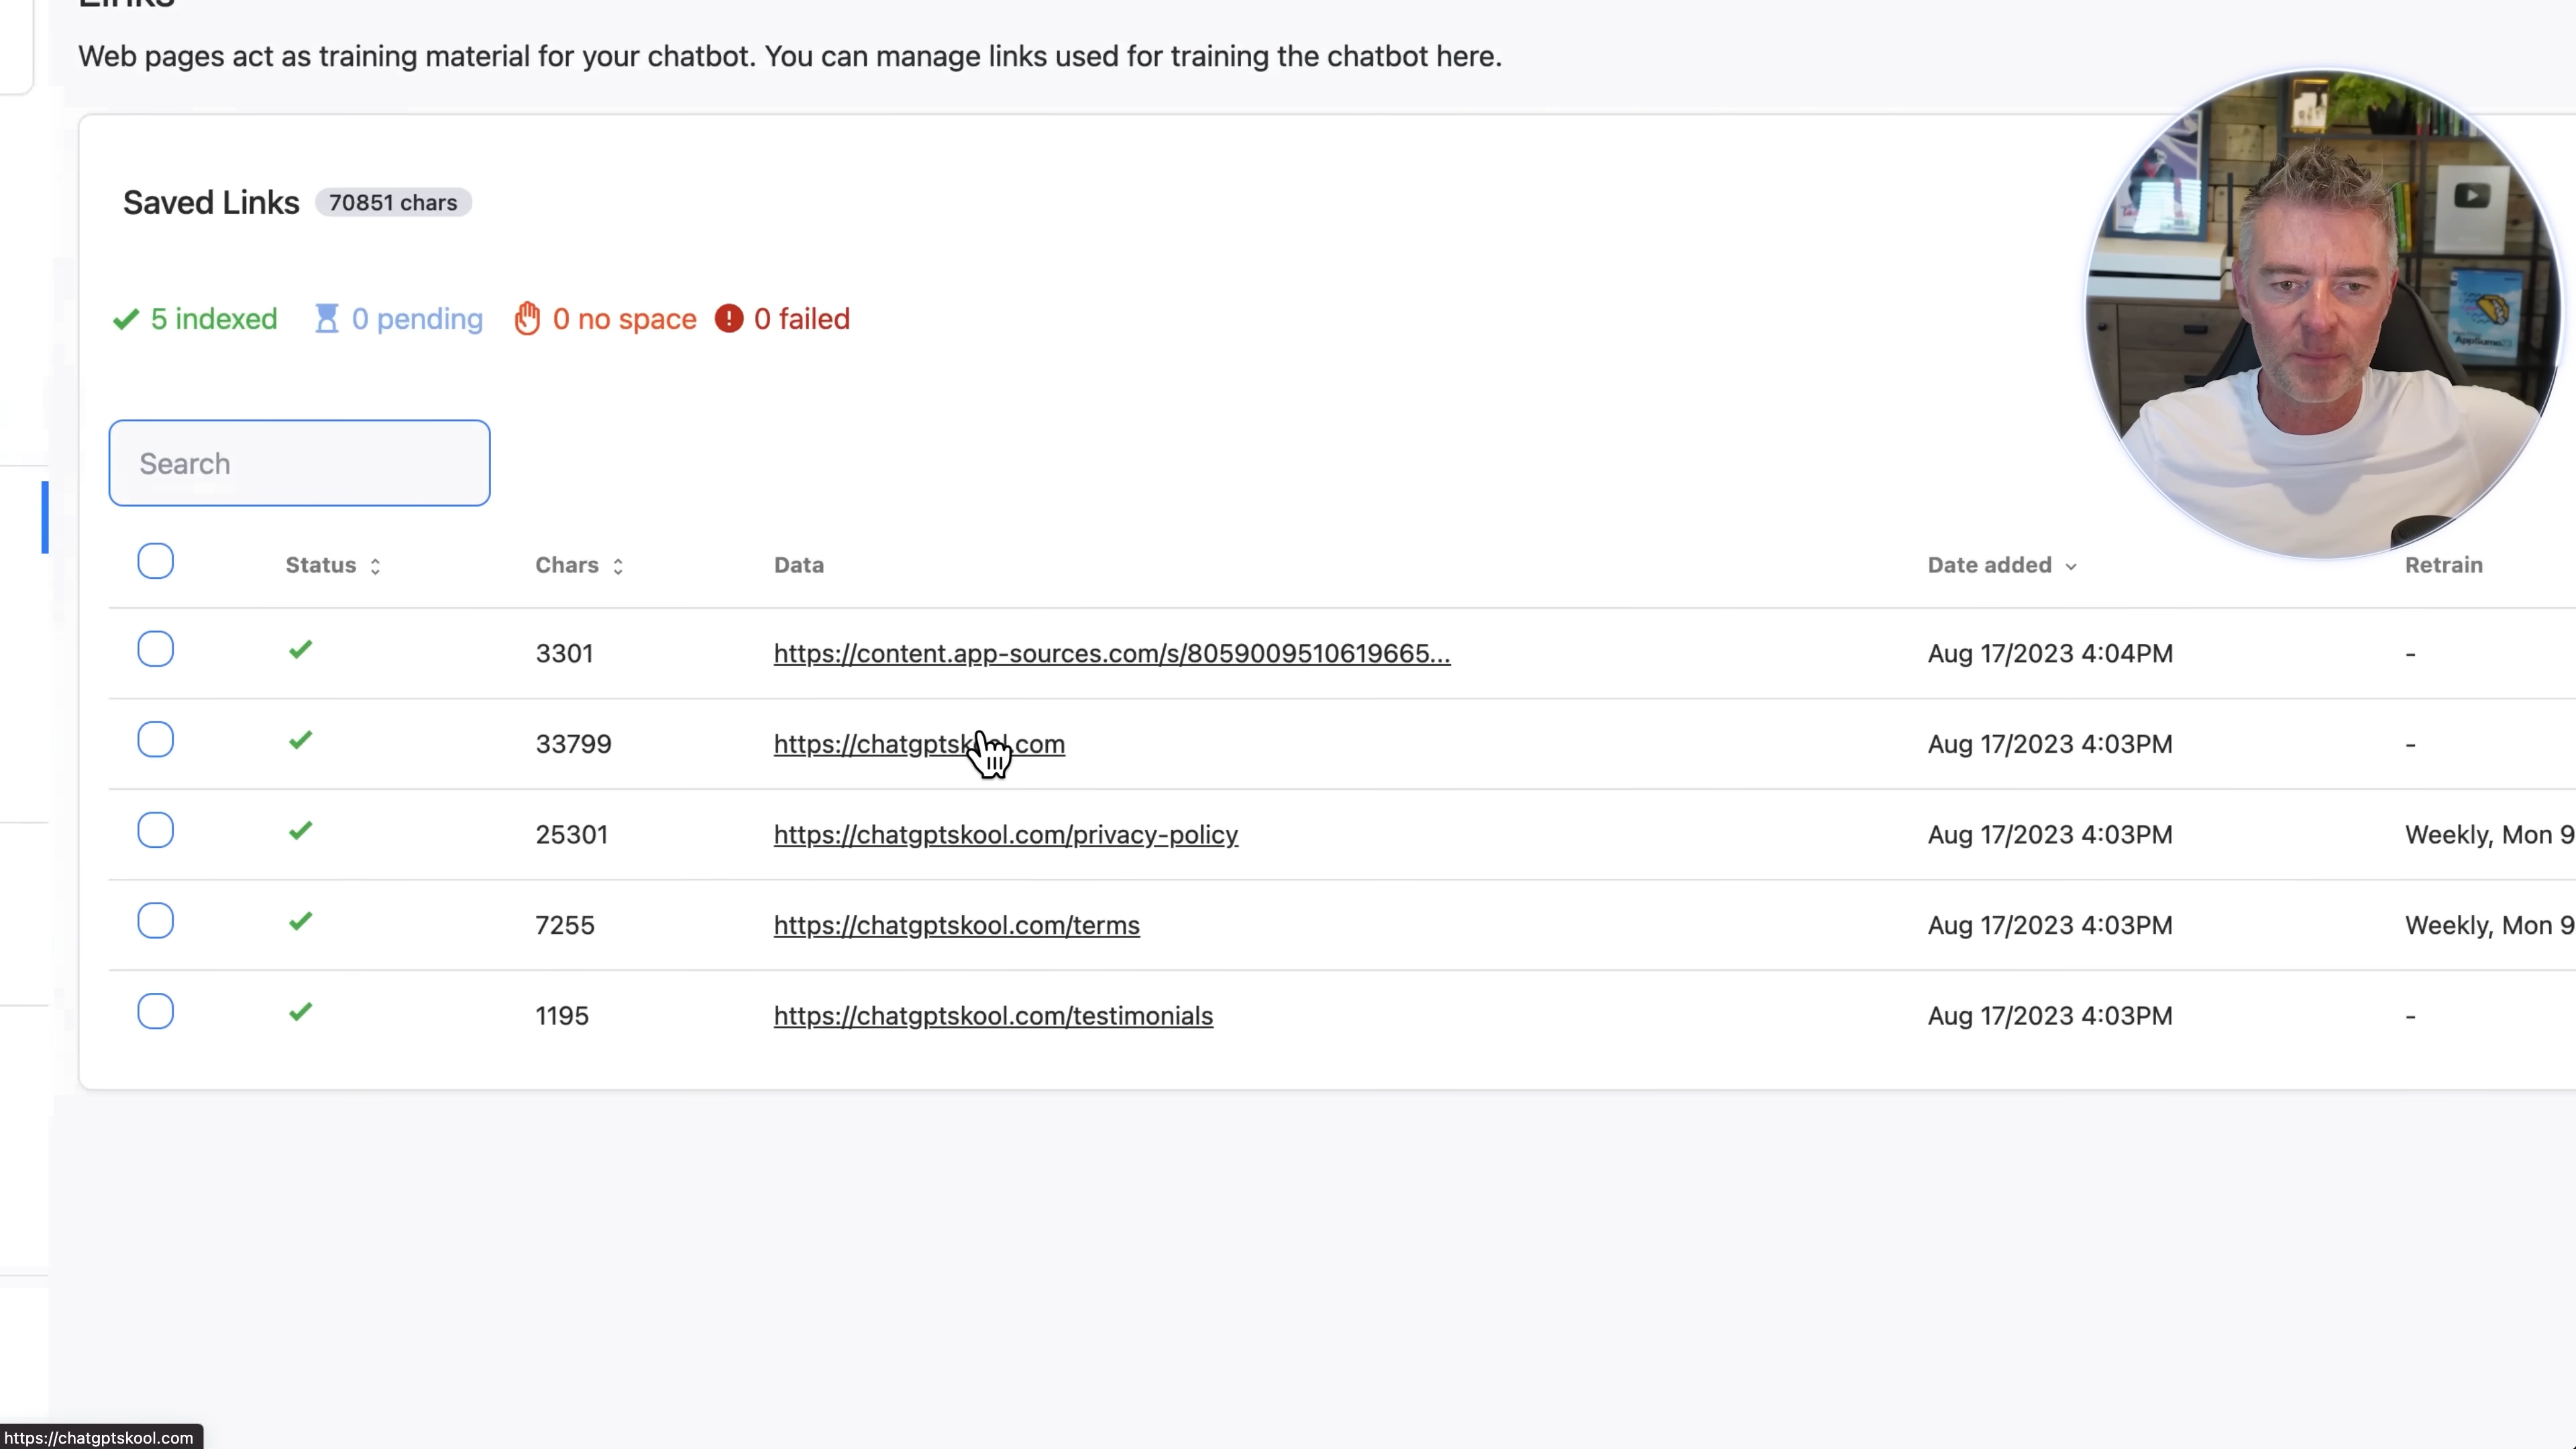 Links
Web pages act as training material for your chatbot. You can manage links used for training the chatbot here.
Saved Links 70851 chars
5 indexed 0 pending 0 no space 0 failed
Search
Status Chars Data Date added Retrain
3301 https://content.app-sources.com/s/8059009510619665... Aug 17/2023 4:04PM -
33799 https://chatgptskool.com Aug 17/2023 4:03PM -
25301 https://chatgptskool.com/privacy-policy Aug 17/2023 4:03PM Weekly, Mon 9
7255 https://chatgptskool.com/terms Aug 17/2023 4:03PM Weekly, Mon 9
1195 https://chatgptskool.com/testimonials Aug 17/2023 4:03PM -
https://chatgptskool.com